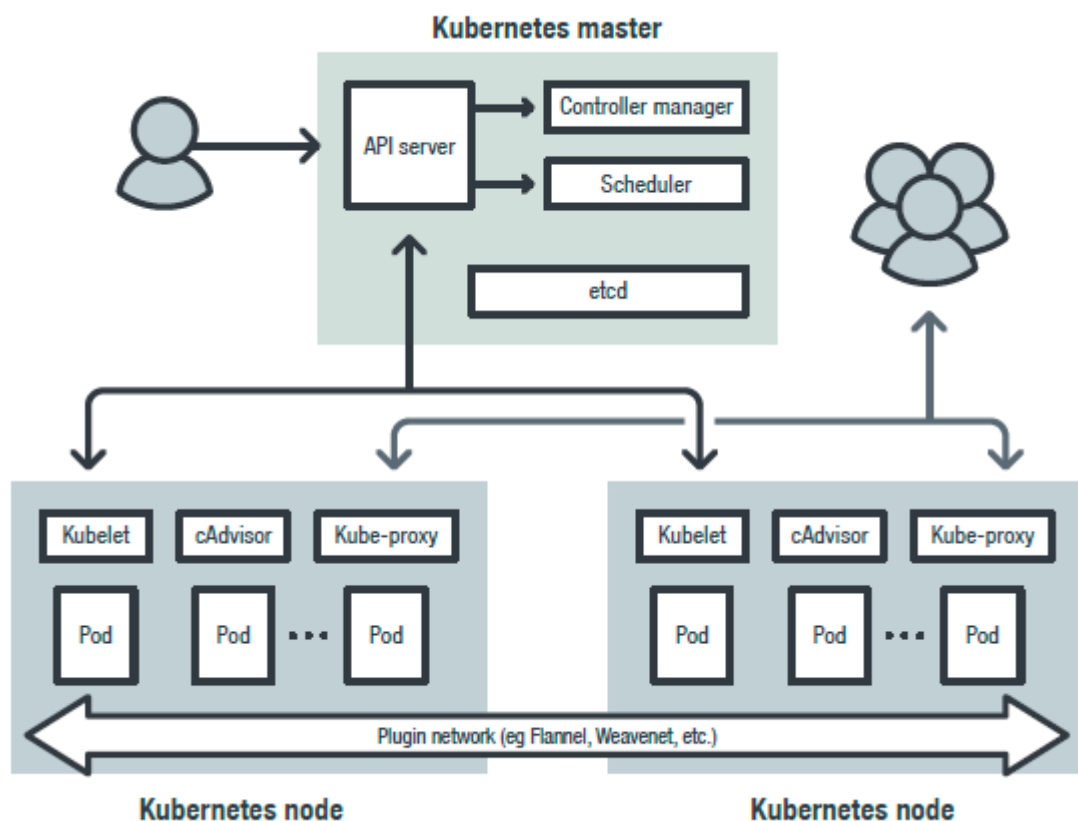 Kubernetes master
API server
Controller manager
Scheduler
etcd
Kubelet
cAdvisor
Kube-proxy
Pod
Pod
Pod
Kubelet
cAdvisor
Kube-proxy
Pod
Pod
Pod
Plugin network (eg Flannel, Weavenet, etc.)
Kubernetes node
Kubernetes node